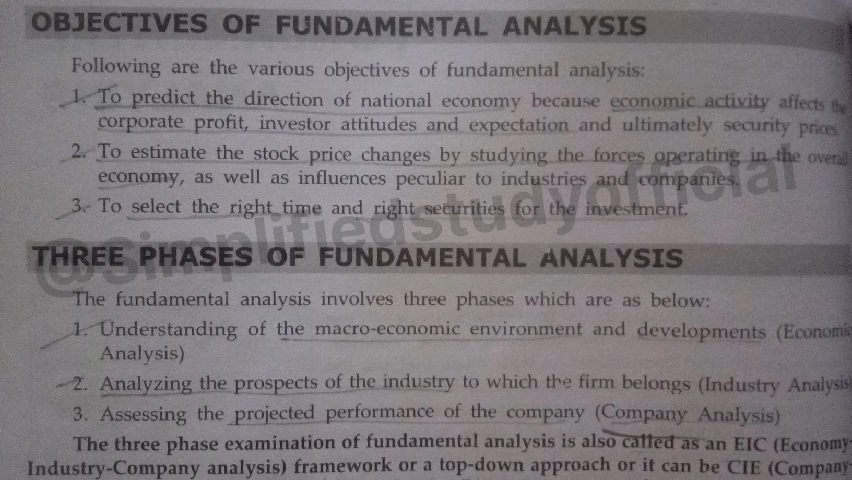 OBJECTIVES OF FUNDAMENTAL ANALYSIS
Following are the various objectives of fundamental analysis:
1. To predict the direction of national economy because economic activity affects the
corporate profit, investor attitudes and expectation and ultimately security prices.
2. To estimate the stock price changes by studying the forces operating in the overall
economy, as well as influences peculiar to industries and companies.
3. To select the right time and right securities for the investment.
@Simplifiedstudyofficial
THREE PHASES OF FUNDAMENTAL ANALYSIS
The fundamental analysis involves three phases which are as below:
1. Understanding of the macro-economic environment and developments (Economic
Analysis)
2. Analyzing the prospects of the industry to which the firm belongs (Industry Analysis)
3. Assessing the projected performance of the company (Company Analysis)
The three phase examination of fundamental analysis is also called as an EIC (Economy-
Industry-Company analysis) framework or a top-down approach or it can be CIE (Company-